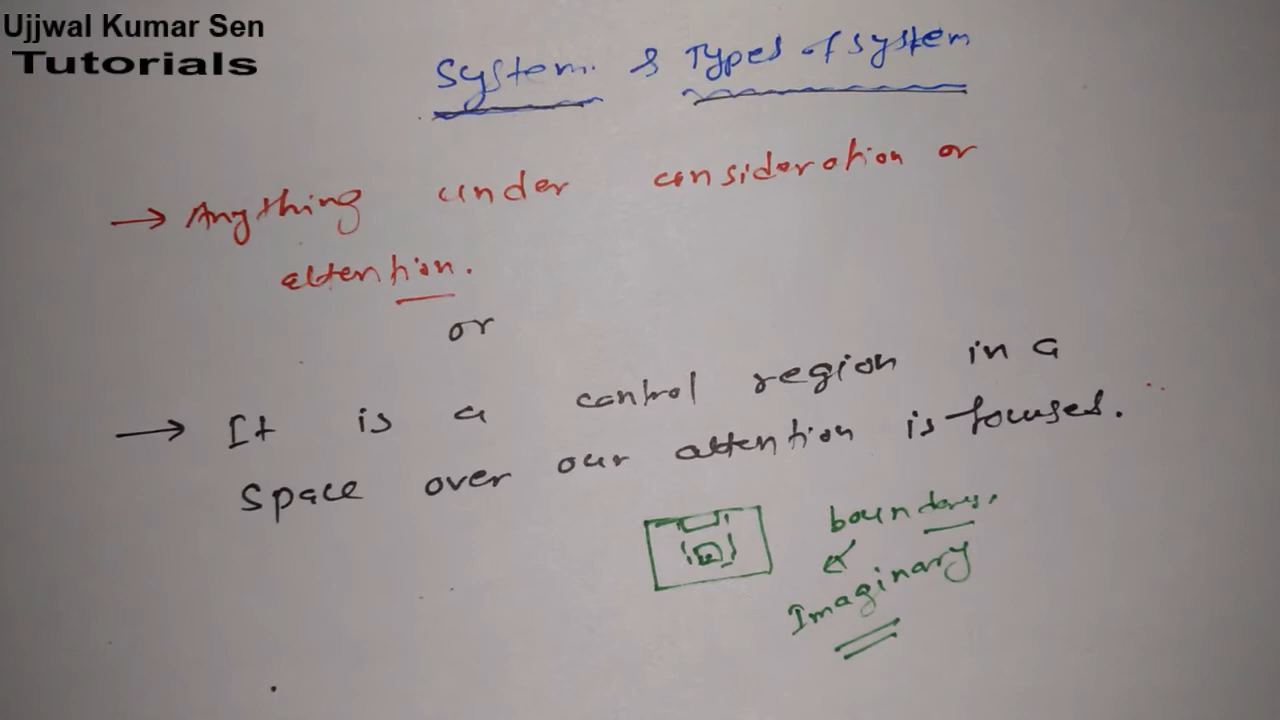 Ujjwal Kumar Sen
Tutorials
System & Types of system
→ Anything under consideration or
attention.
or
→ It is a control region in a
space over our attention is focuses.
boundary.
&
Imaginary